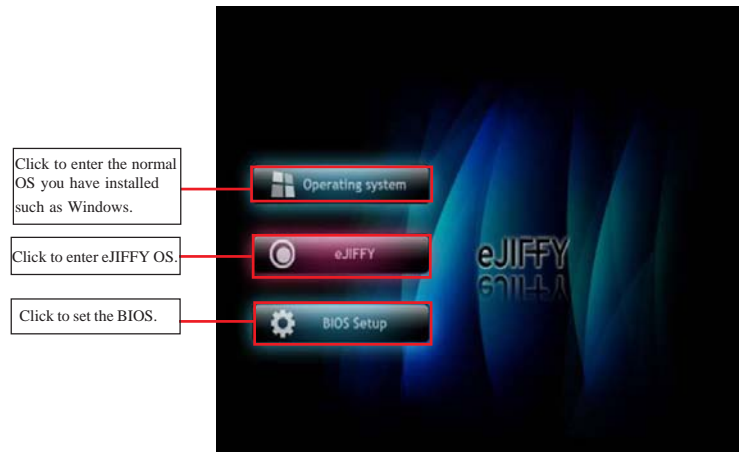 Click to enter the normal
OS you have installed
such as Windows.
Operating system
Click to enter eJIFFY OS.
eJIFFY
eJIFFY
Click to set the BIOS.
BIOS Setup